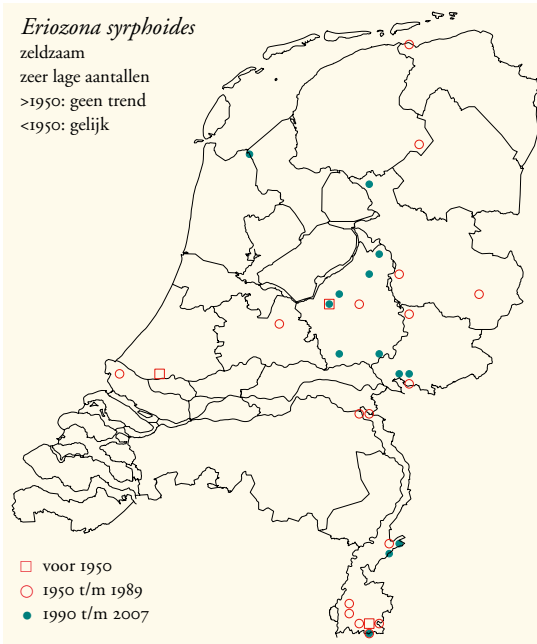 Eriozona syrphoides
zeldzaam
zeer lage aantallen
>1950: geen trend
<1950: gelijk
voor 1950
1950 t/m 1989
1990 t/m 2007